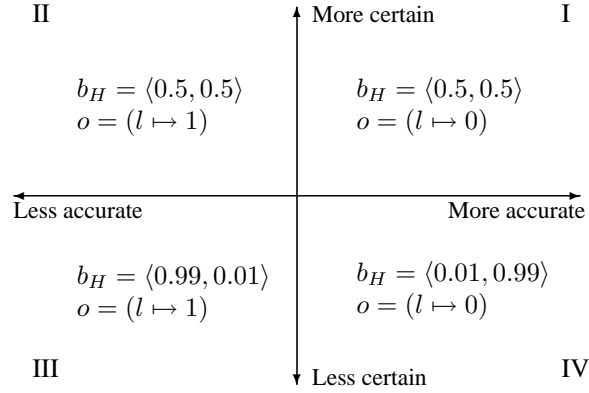 II
More certain
I
b_H = ⟨0.5, 0.5⟩
o = (l ↦ 1)
b_H = ⟨0.5, 0.5⟩
o = (l ↦ 0)
Less accurate
More accurate
b_H = ⟨0.99, 0.01⟩
o = (l ↦ 1)
b_H = ⟨0.01, 0.99⟩
o = (l ↦ 0)
III
Less certain
IV